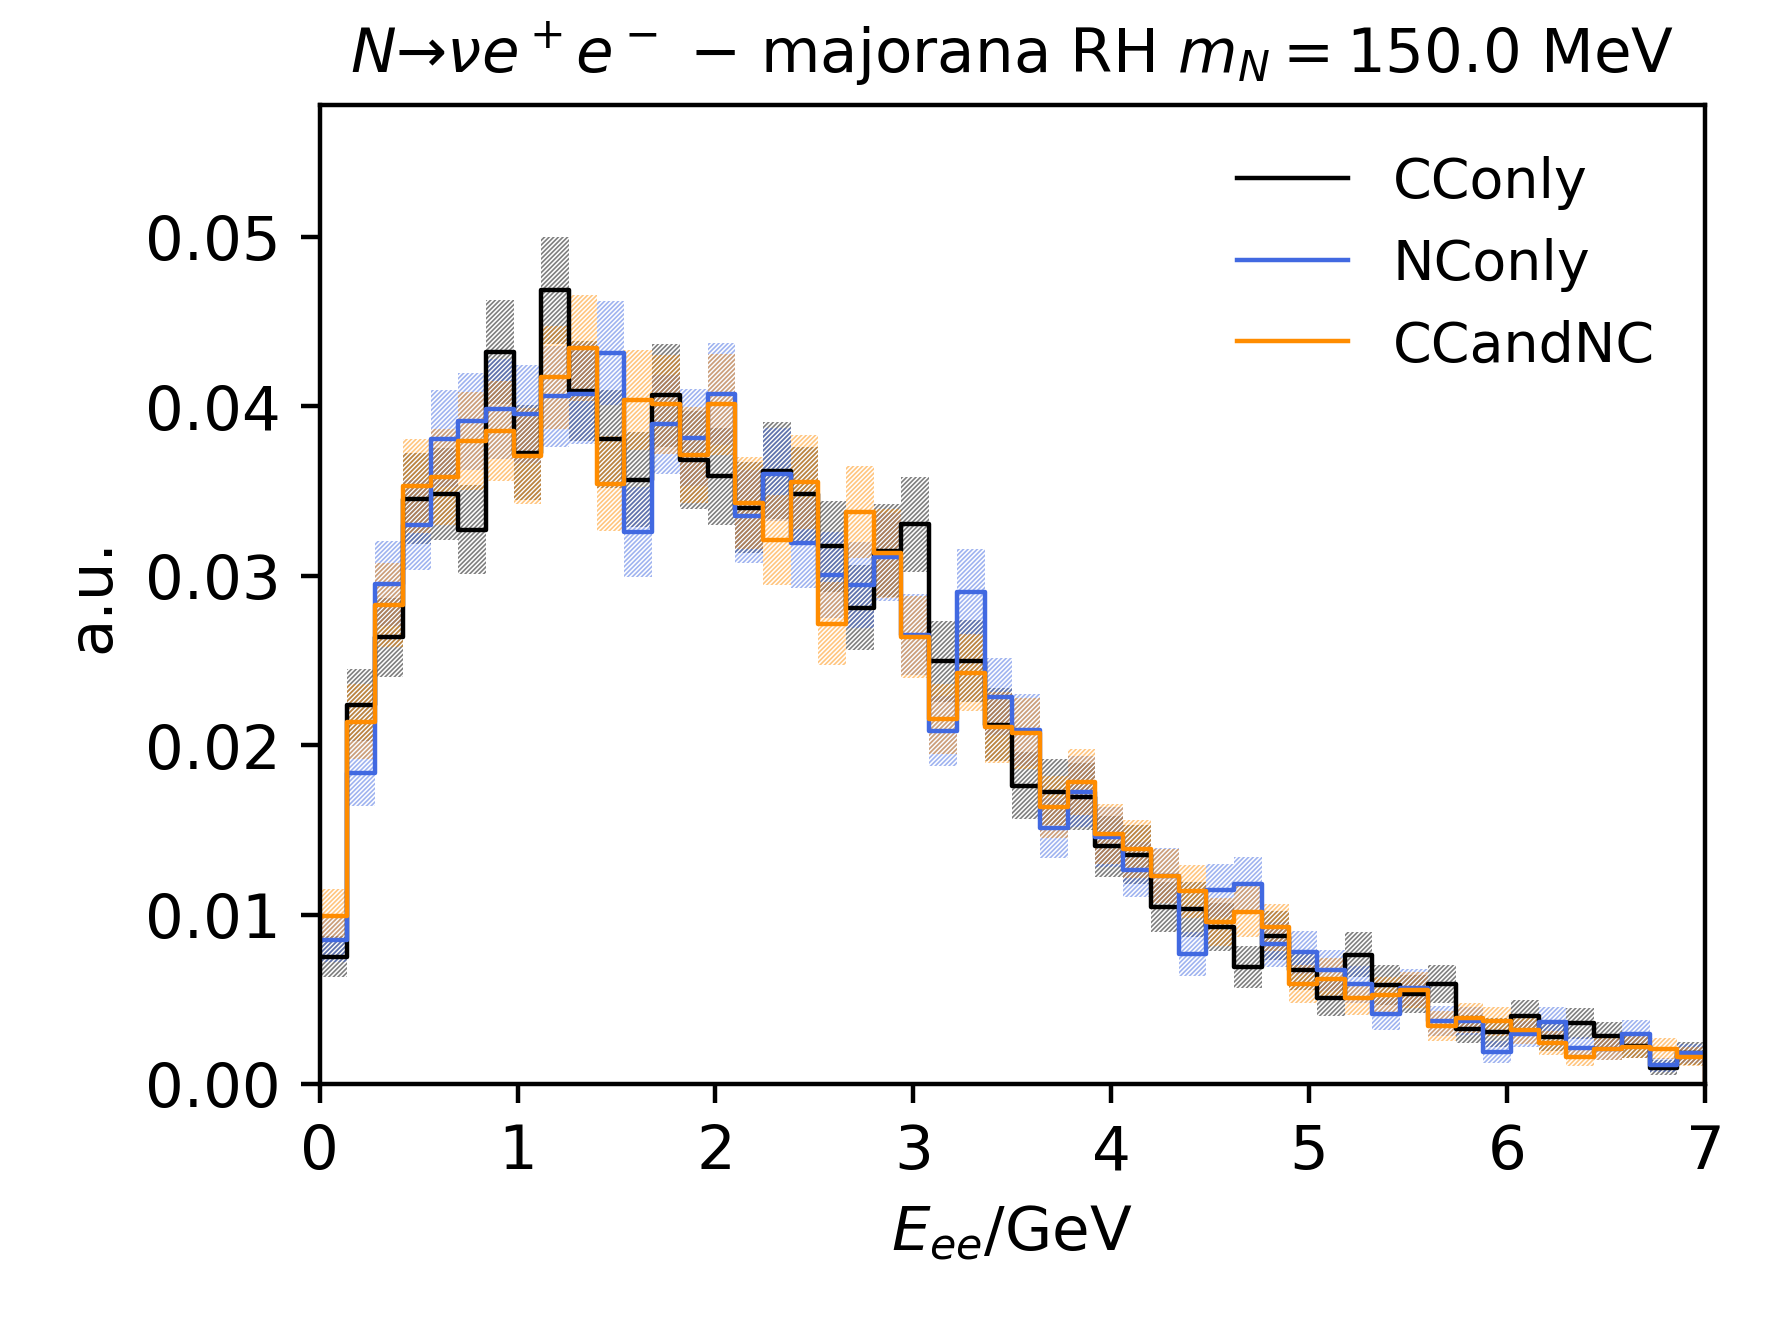 N→νe⁺e⁻ − majorana RH m_N = 150.0 MeV
CConly
NConly
CCandNC
0.05
0.04
0.03
0.02
0.01
0.00
a.u.
0 1 2 3 4 5 6 7
E_ee/GeV